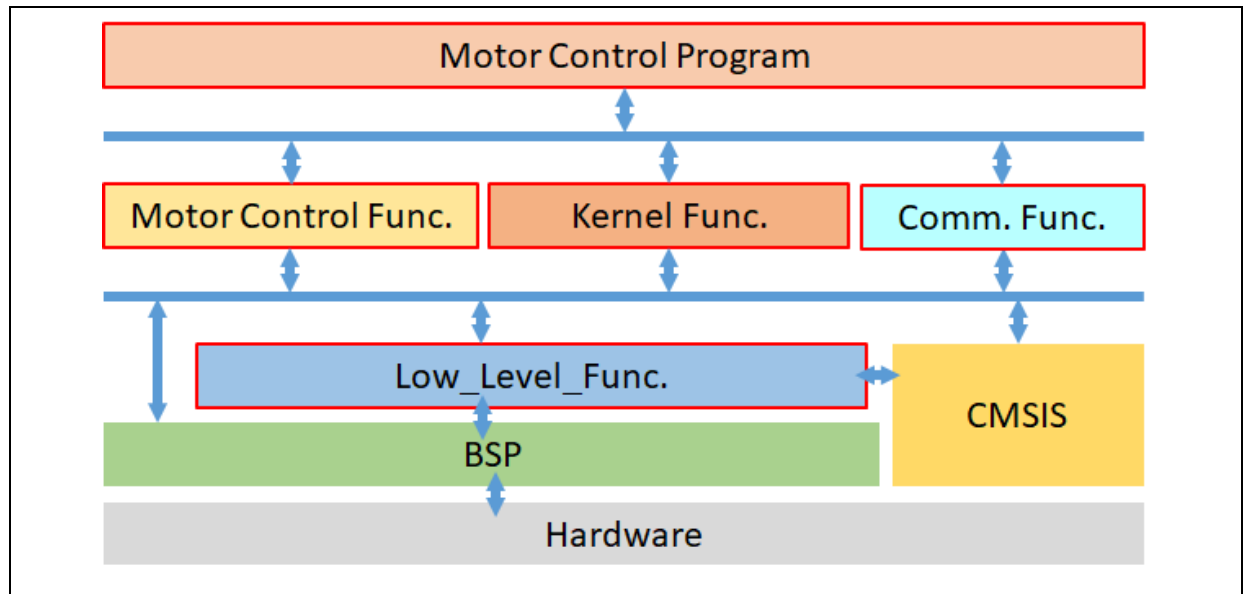 Motor Control Program
Motor Control Func.
Kernel Func.
Comm. Func.
Low_Level_Func.
CMSIS
BSP
Hardware